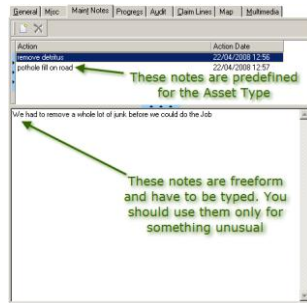 General Misc Maint Notes Progress Audit Claim Lines Map Multimedia
Action Action Date
remove detritus 22/04/2008 12:56
pothole fill on road 22/04/2008 12:57
These notes are predefined
for the Asset Type
We had to remove a whole lot of junk before we could do the Job
These notes are freeform
and have to be typed. You
should use them only for
something unusual